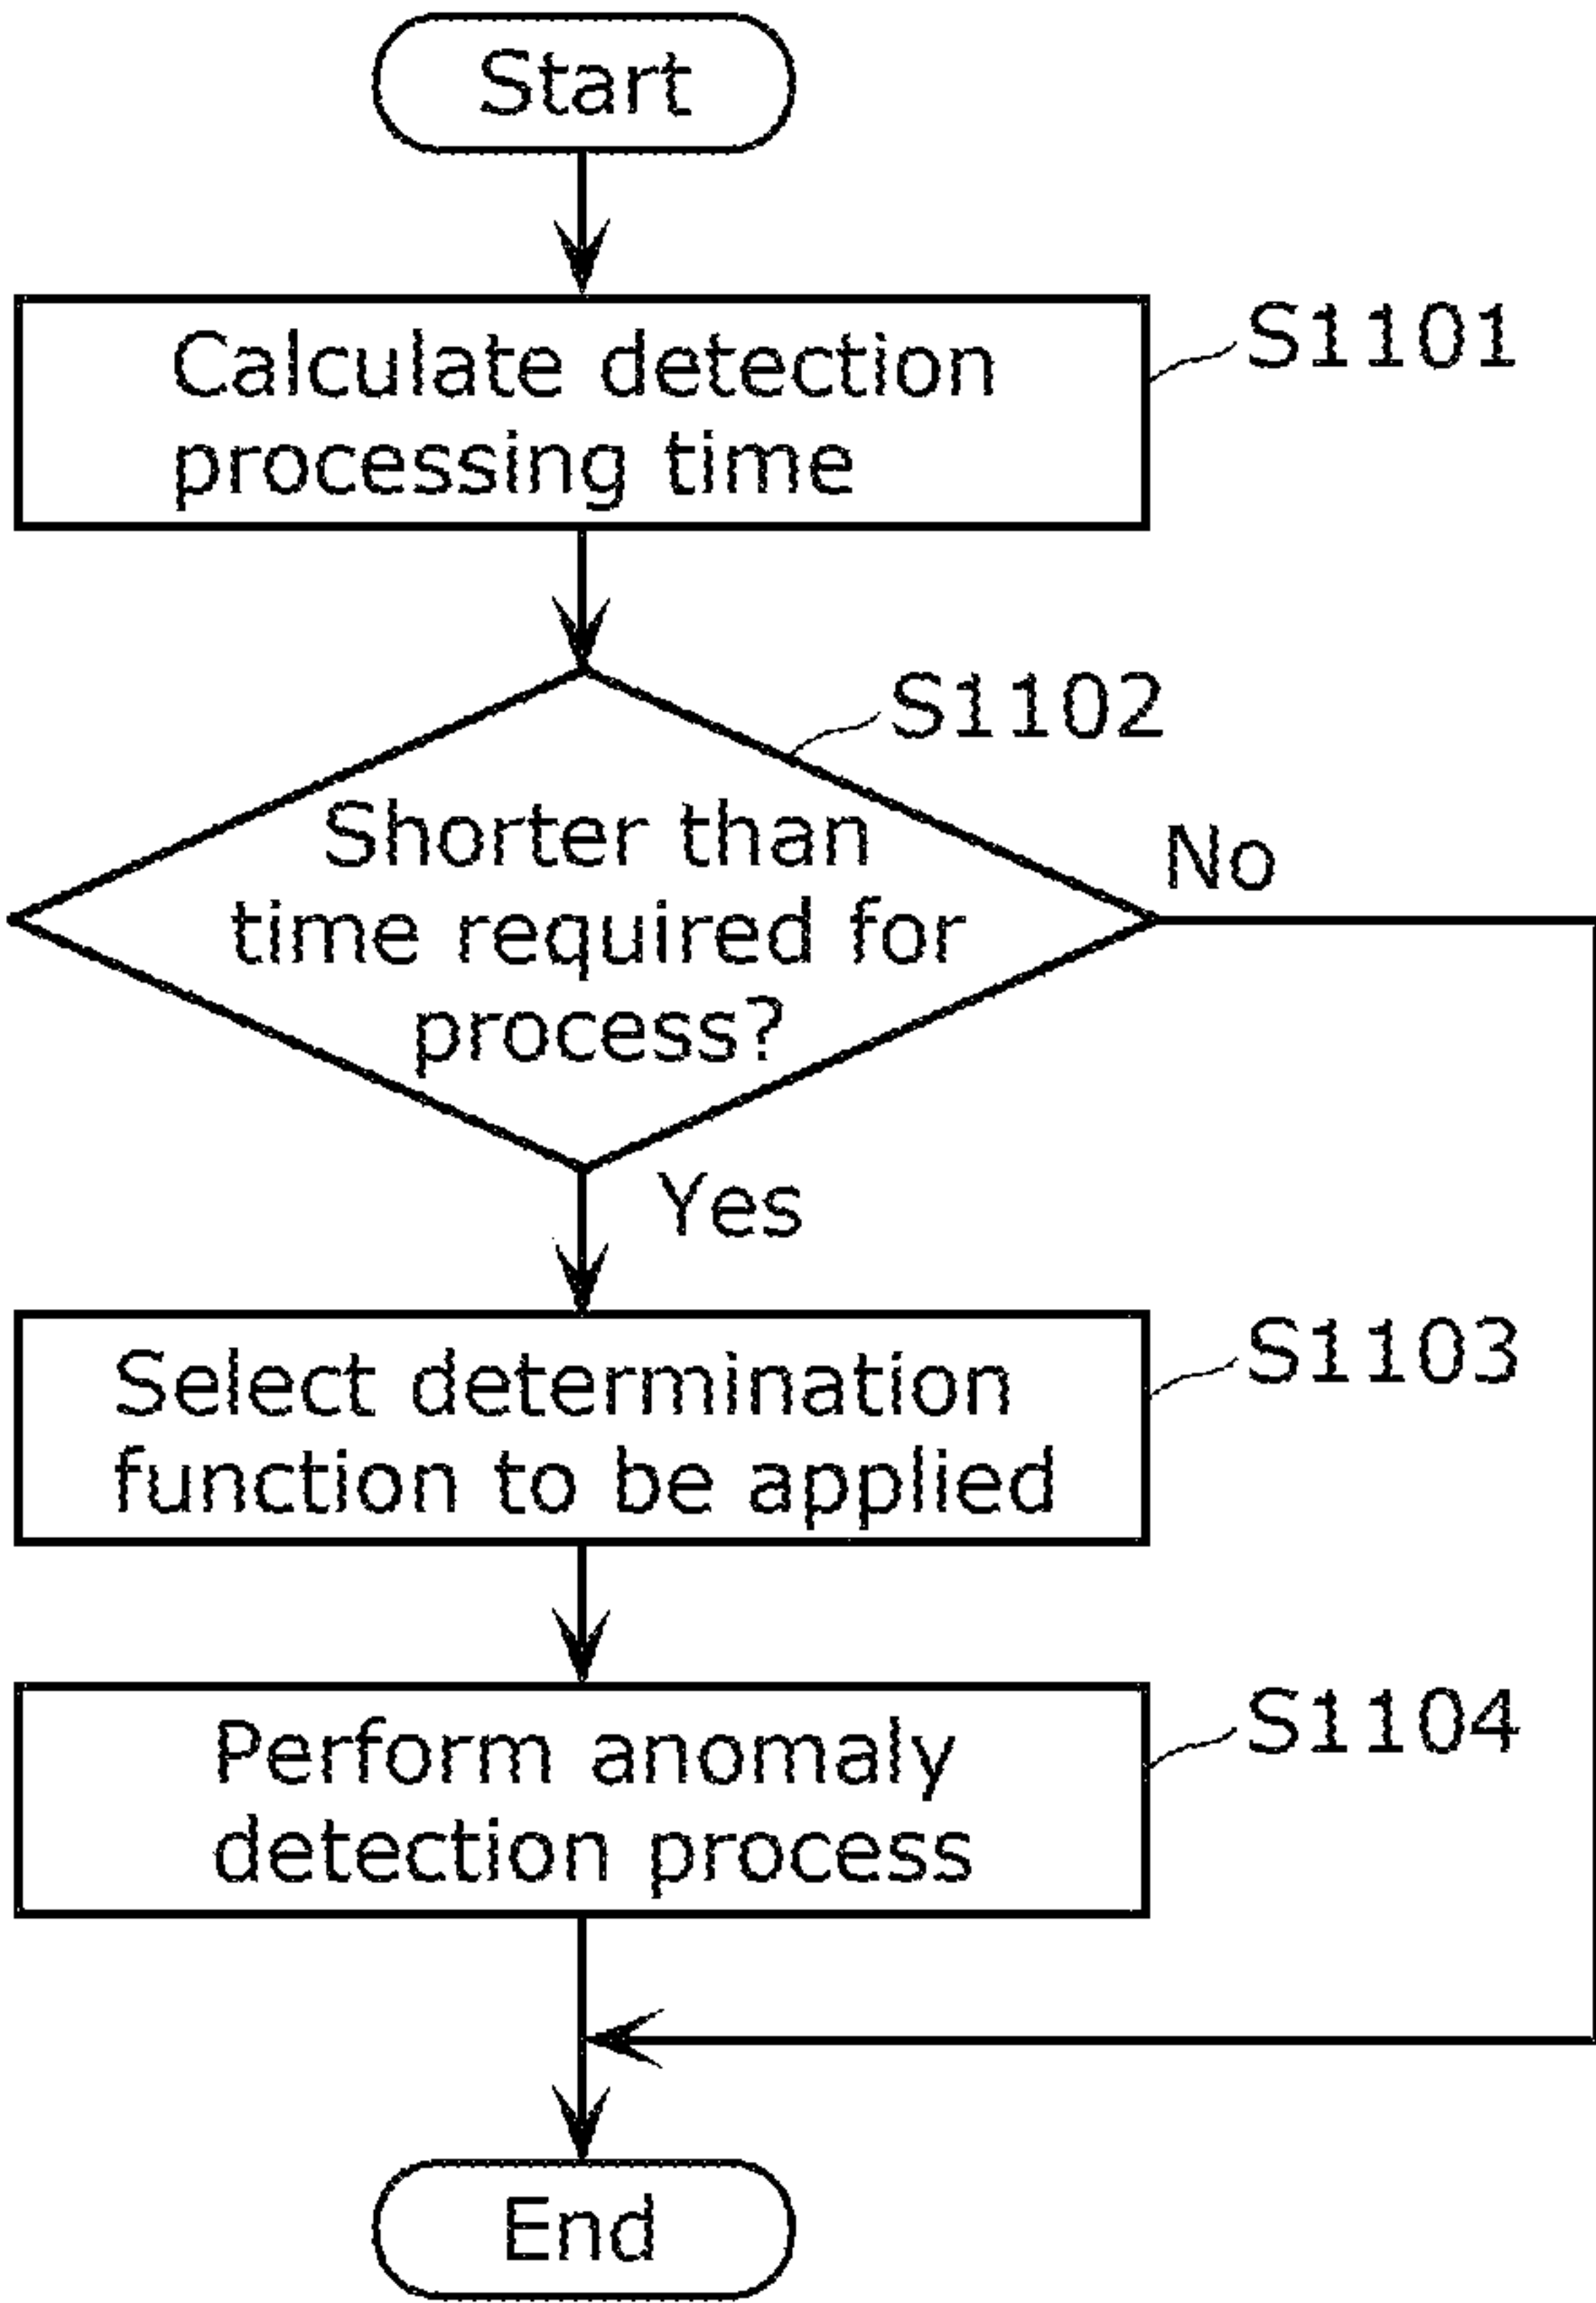 Start
Calculate detection
processing time
S1101
S1102
Shorter than
time required for
process?
No
Yes
Select determination
function to be applied
S1103
Perform anomaly
detection process
S1104
End